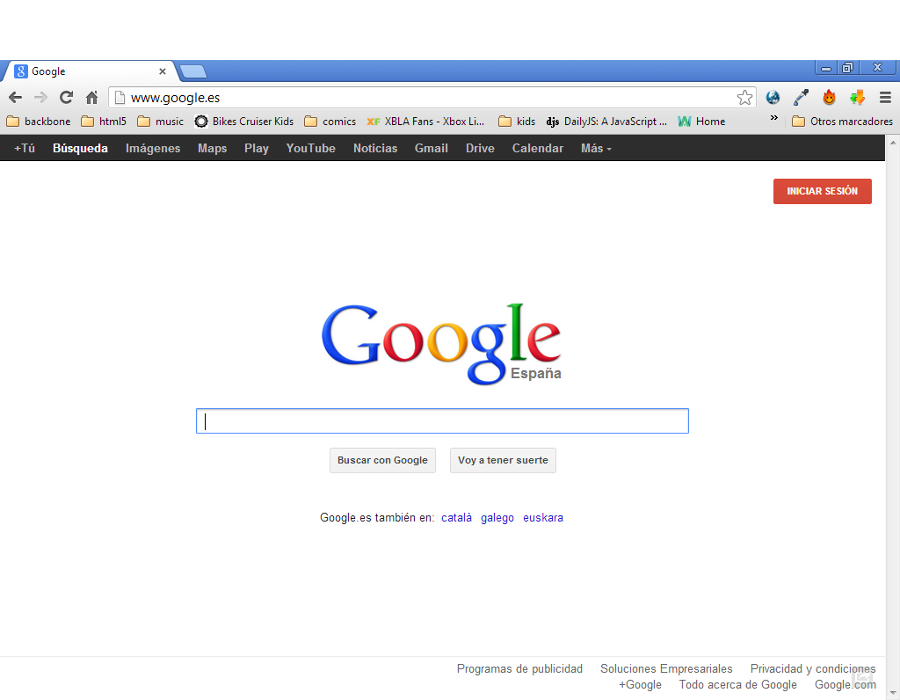 Google
www.google.es
backbone html5 music Bikes Cruiser Kids comics XF XBLA Fans - Xbox Li... kids djs DailyJS: A JavaScript ... W Home » Otros marcadores
+Tú Búsqueda Imágenes Maps Play YouTube Noticias Gmail Drive Calendar Más
INICIAR SESIÓN
Google
España
Buscar con Google Voy a tener suerte
Google.es también en: català galego euskara
Programas de publicidad Soluciones Empresariales Privacidad y condiciones
+Google Todo acerca de Google Google.com